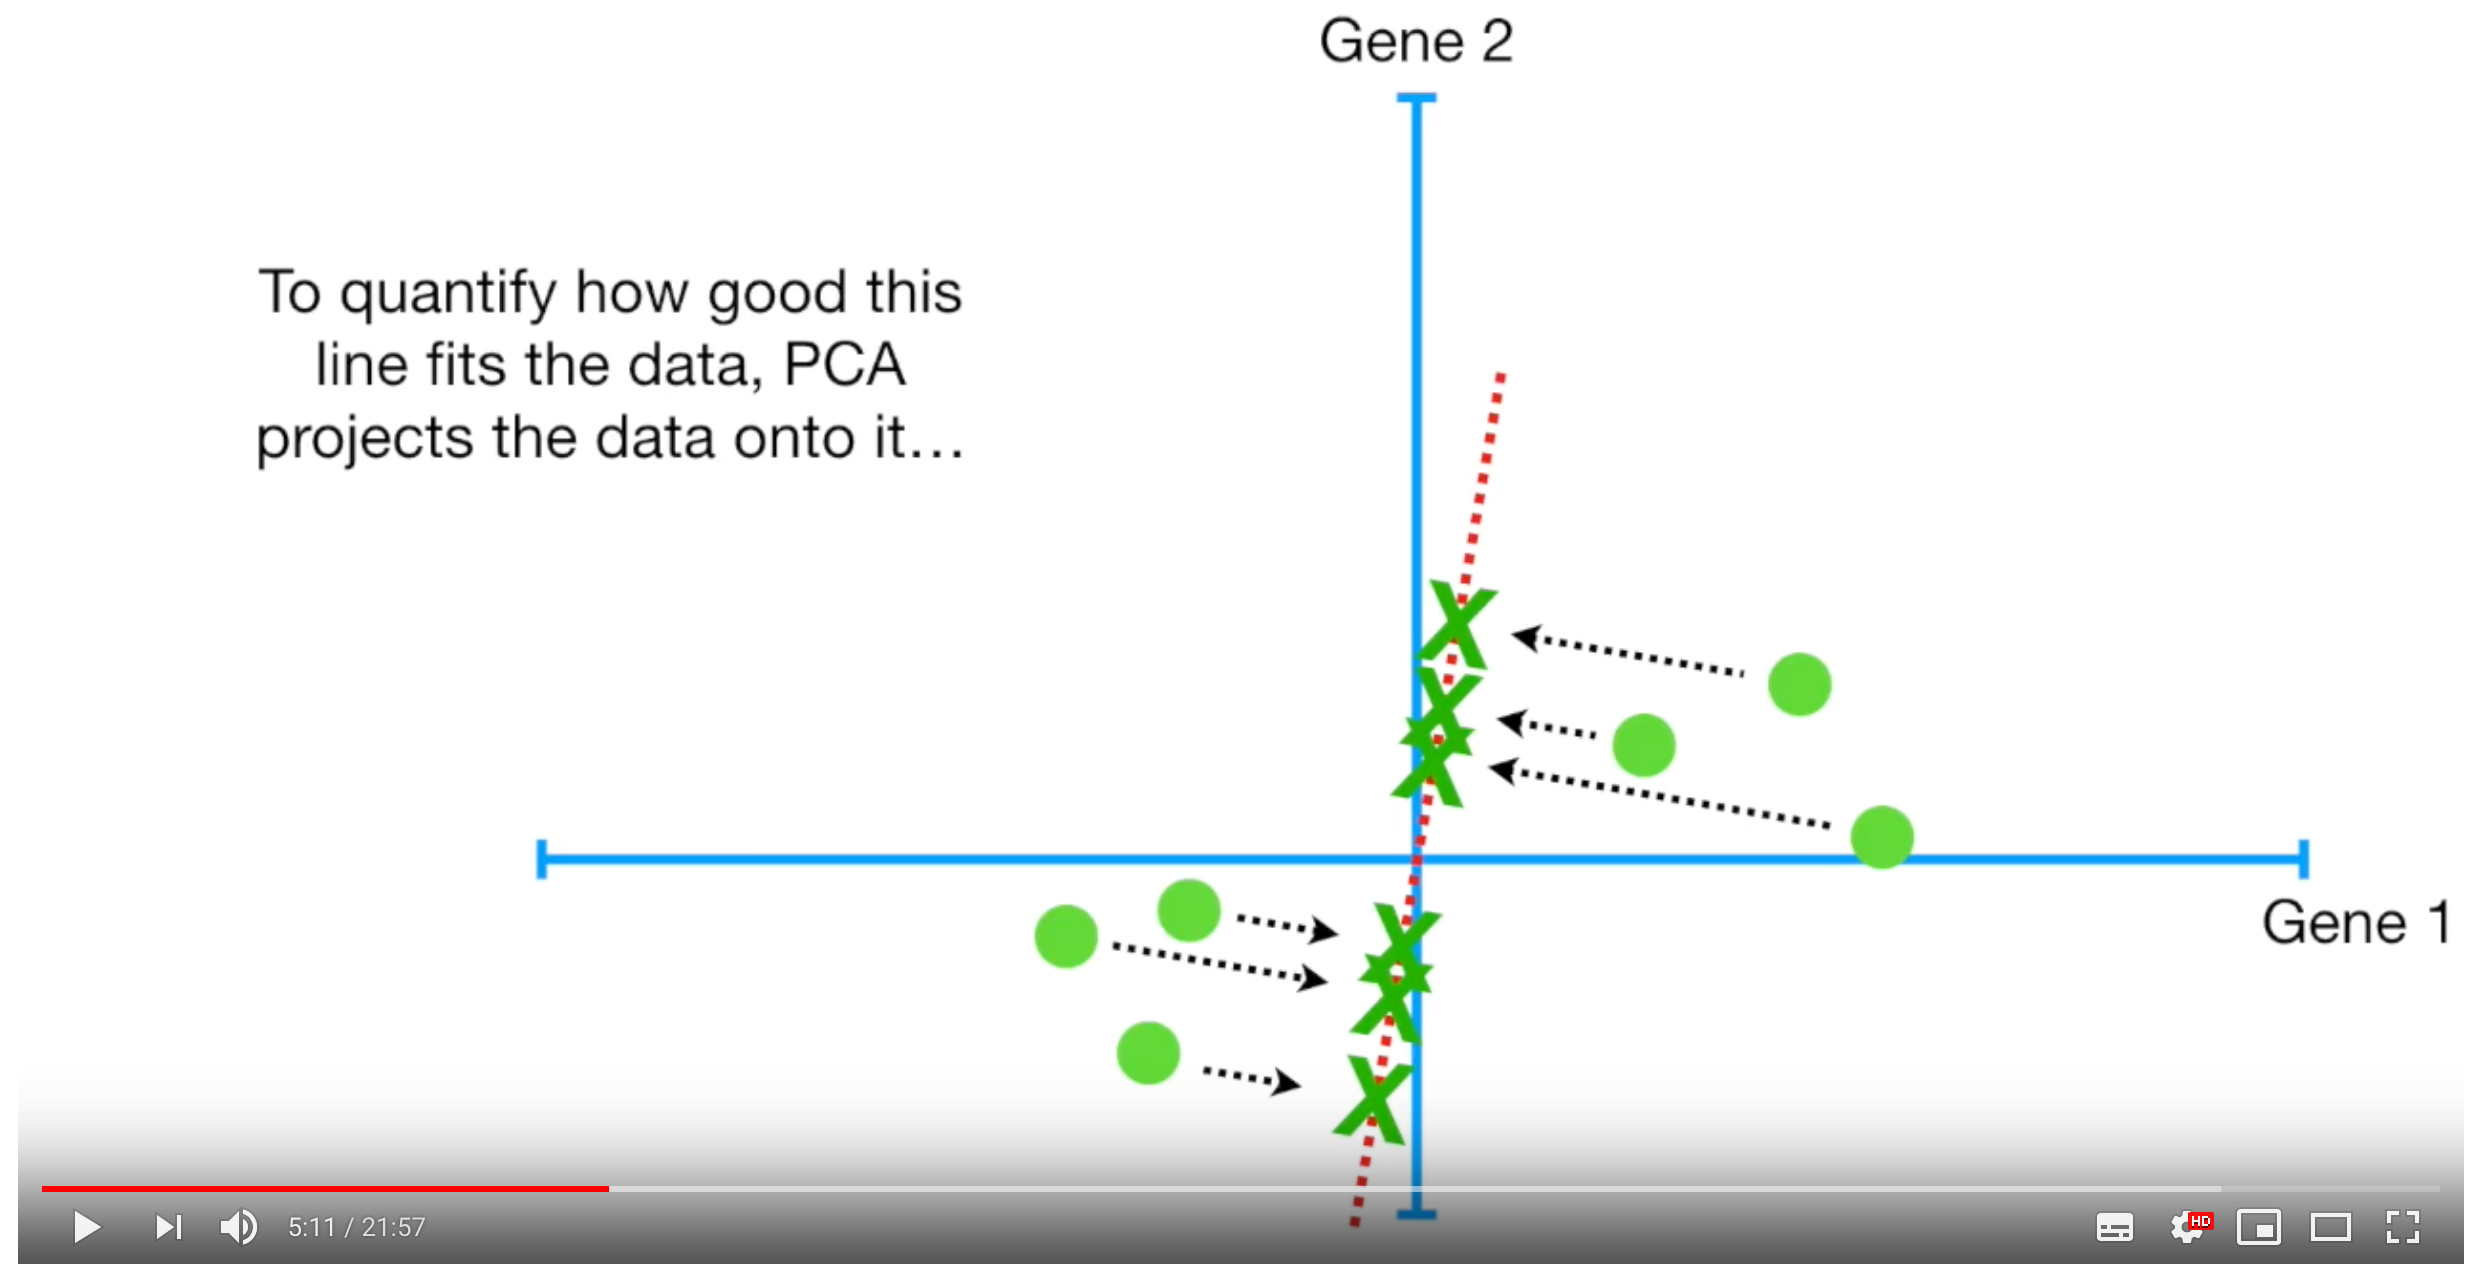 Gene 2
To quantify how good this
line fits the data, PCA
projects the data onto it...
Gene 1
5:11 / 21:57
HD